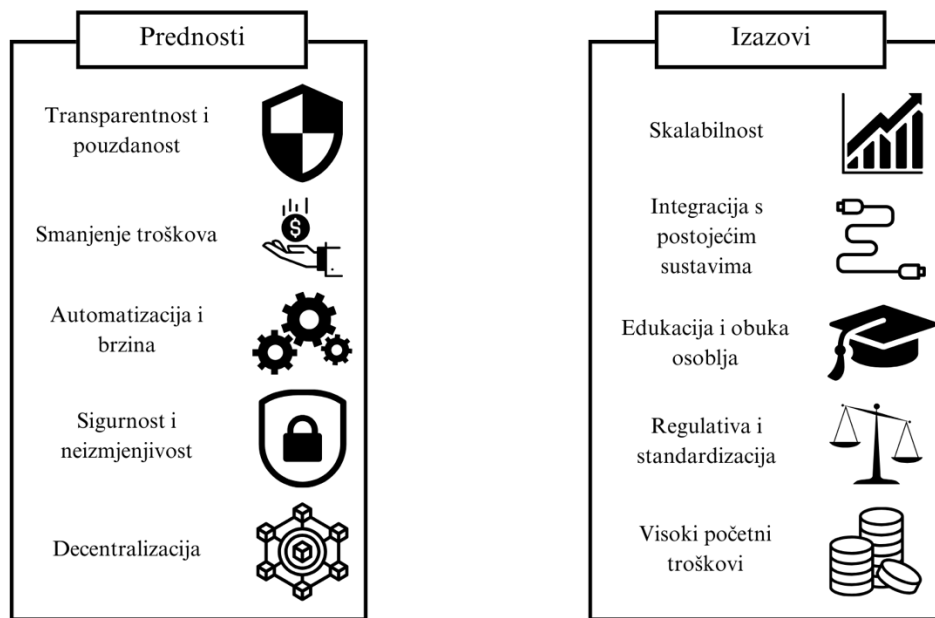 Prednosti
Transparentnost i
pouzdanost
Smanjenje troškova
$
Automatizacija i
brzina
Sigurnost i
neizmjenjivost
Decentralizacija
Izazovi
Skalabilnost
Integracija s
postojećim
sustavima
Edukacija i obuka
osoblja
Regulativa i
standardizacija
Visoki početni
troškovi